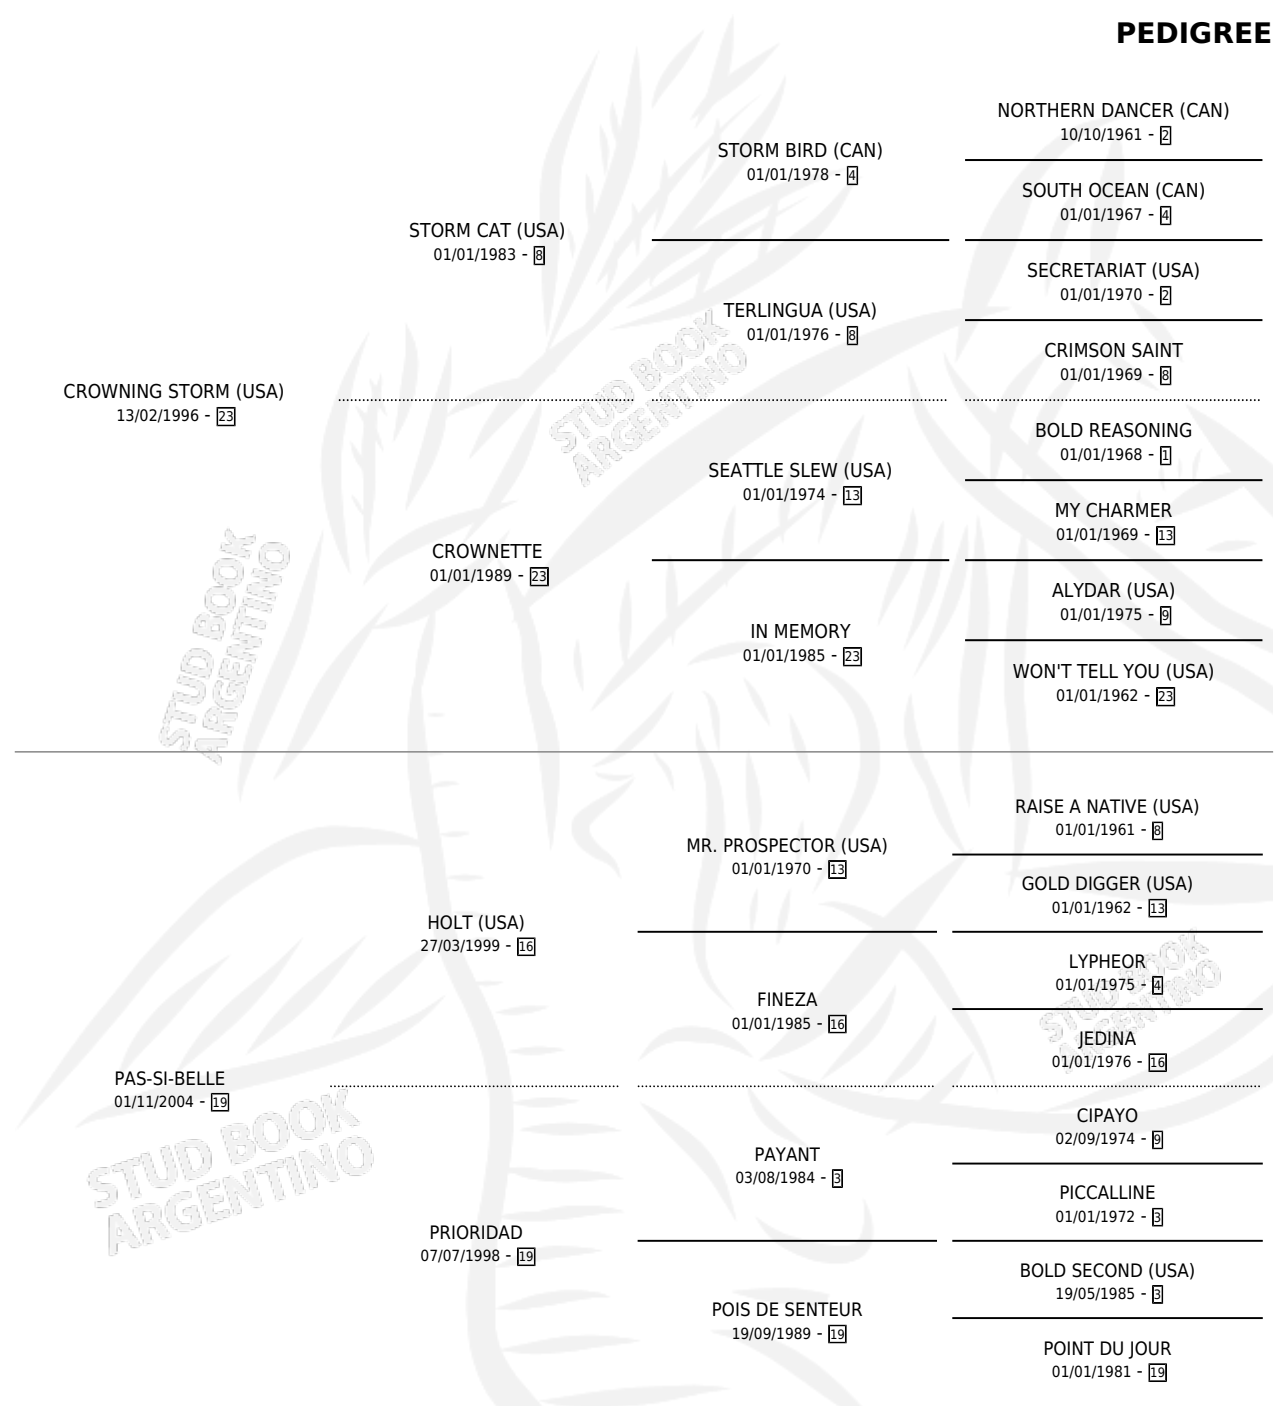 PEDIGREE
NORTHERN DANCER (CAN)
10/10/1961 - 2
STORM BIRD (CAN)
01/01/1978 - 4
SOUTH OCEAN (CAN)
01/01/1967 - 4
STORM CAT (USA)
01/01/1983 - 8
SECRETARIAT (USA)
01/01/1970 - 2
TERLINGUA (USA)
01/01/1976 - 8
CRIMSON SAINT
01/01/1969 - 8
CROWNING STORM (USA)
13/02/1996 - 23
BOLD REASONING
01/01/1968 - 1
SEATTLE SLEW (USA)
01/01/1974 - 13
MY CHARMER
01/01/1969 - 13
CROWNETTE
01/01/1989 - 23
ALYDAR (USA)
01/01/1975 - 9
IN MEMORY
01/01/1985 - 23
WON'T TELL YOU (USA)
01/01/1962 - 23
RAISE A NATIVE (USA)
01/01/1961 - 8
MR. PROSPECTOR (USA)
01/01/1970 - 13
GOLD DIGGER (USA)
01/01/1962 - 13
HOLT (USA)
27/03/1999 - 16
LYPHEOR
01/01/1975 - 4
FINEZA
01/01/1985 - 16
JEDINA
01/01/1976 - 16
PAS-SI-BELLE
01/11/2004 - 19
CIPAYO
02/09/1974 - 9
PAYANT
03/08/1984 - 3
PICCALLINE
01/01/1972 - 3
PRIORIDAD
07/07/1998 - 19
BOLD SECOND (USA)
19/05/1985 - 3
POIS DE SENTEUR
19/09/1989 - 19
POINT DU JOUR
01/01/1981 - 19
STUD BOOK
ARGENTINO
STUD BOOK
ARGENTINO
STUD BOOK
ARGENTINO
STUD BOOK
ARGENTINO